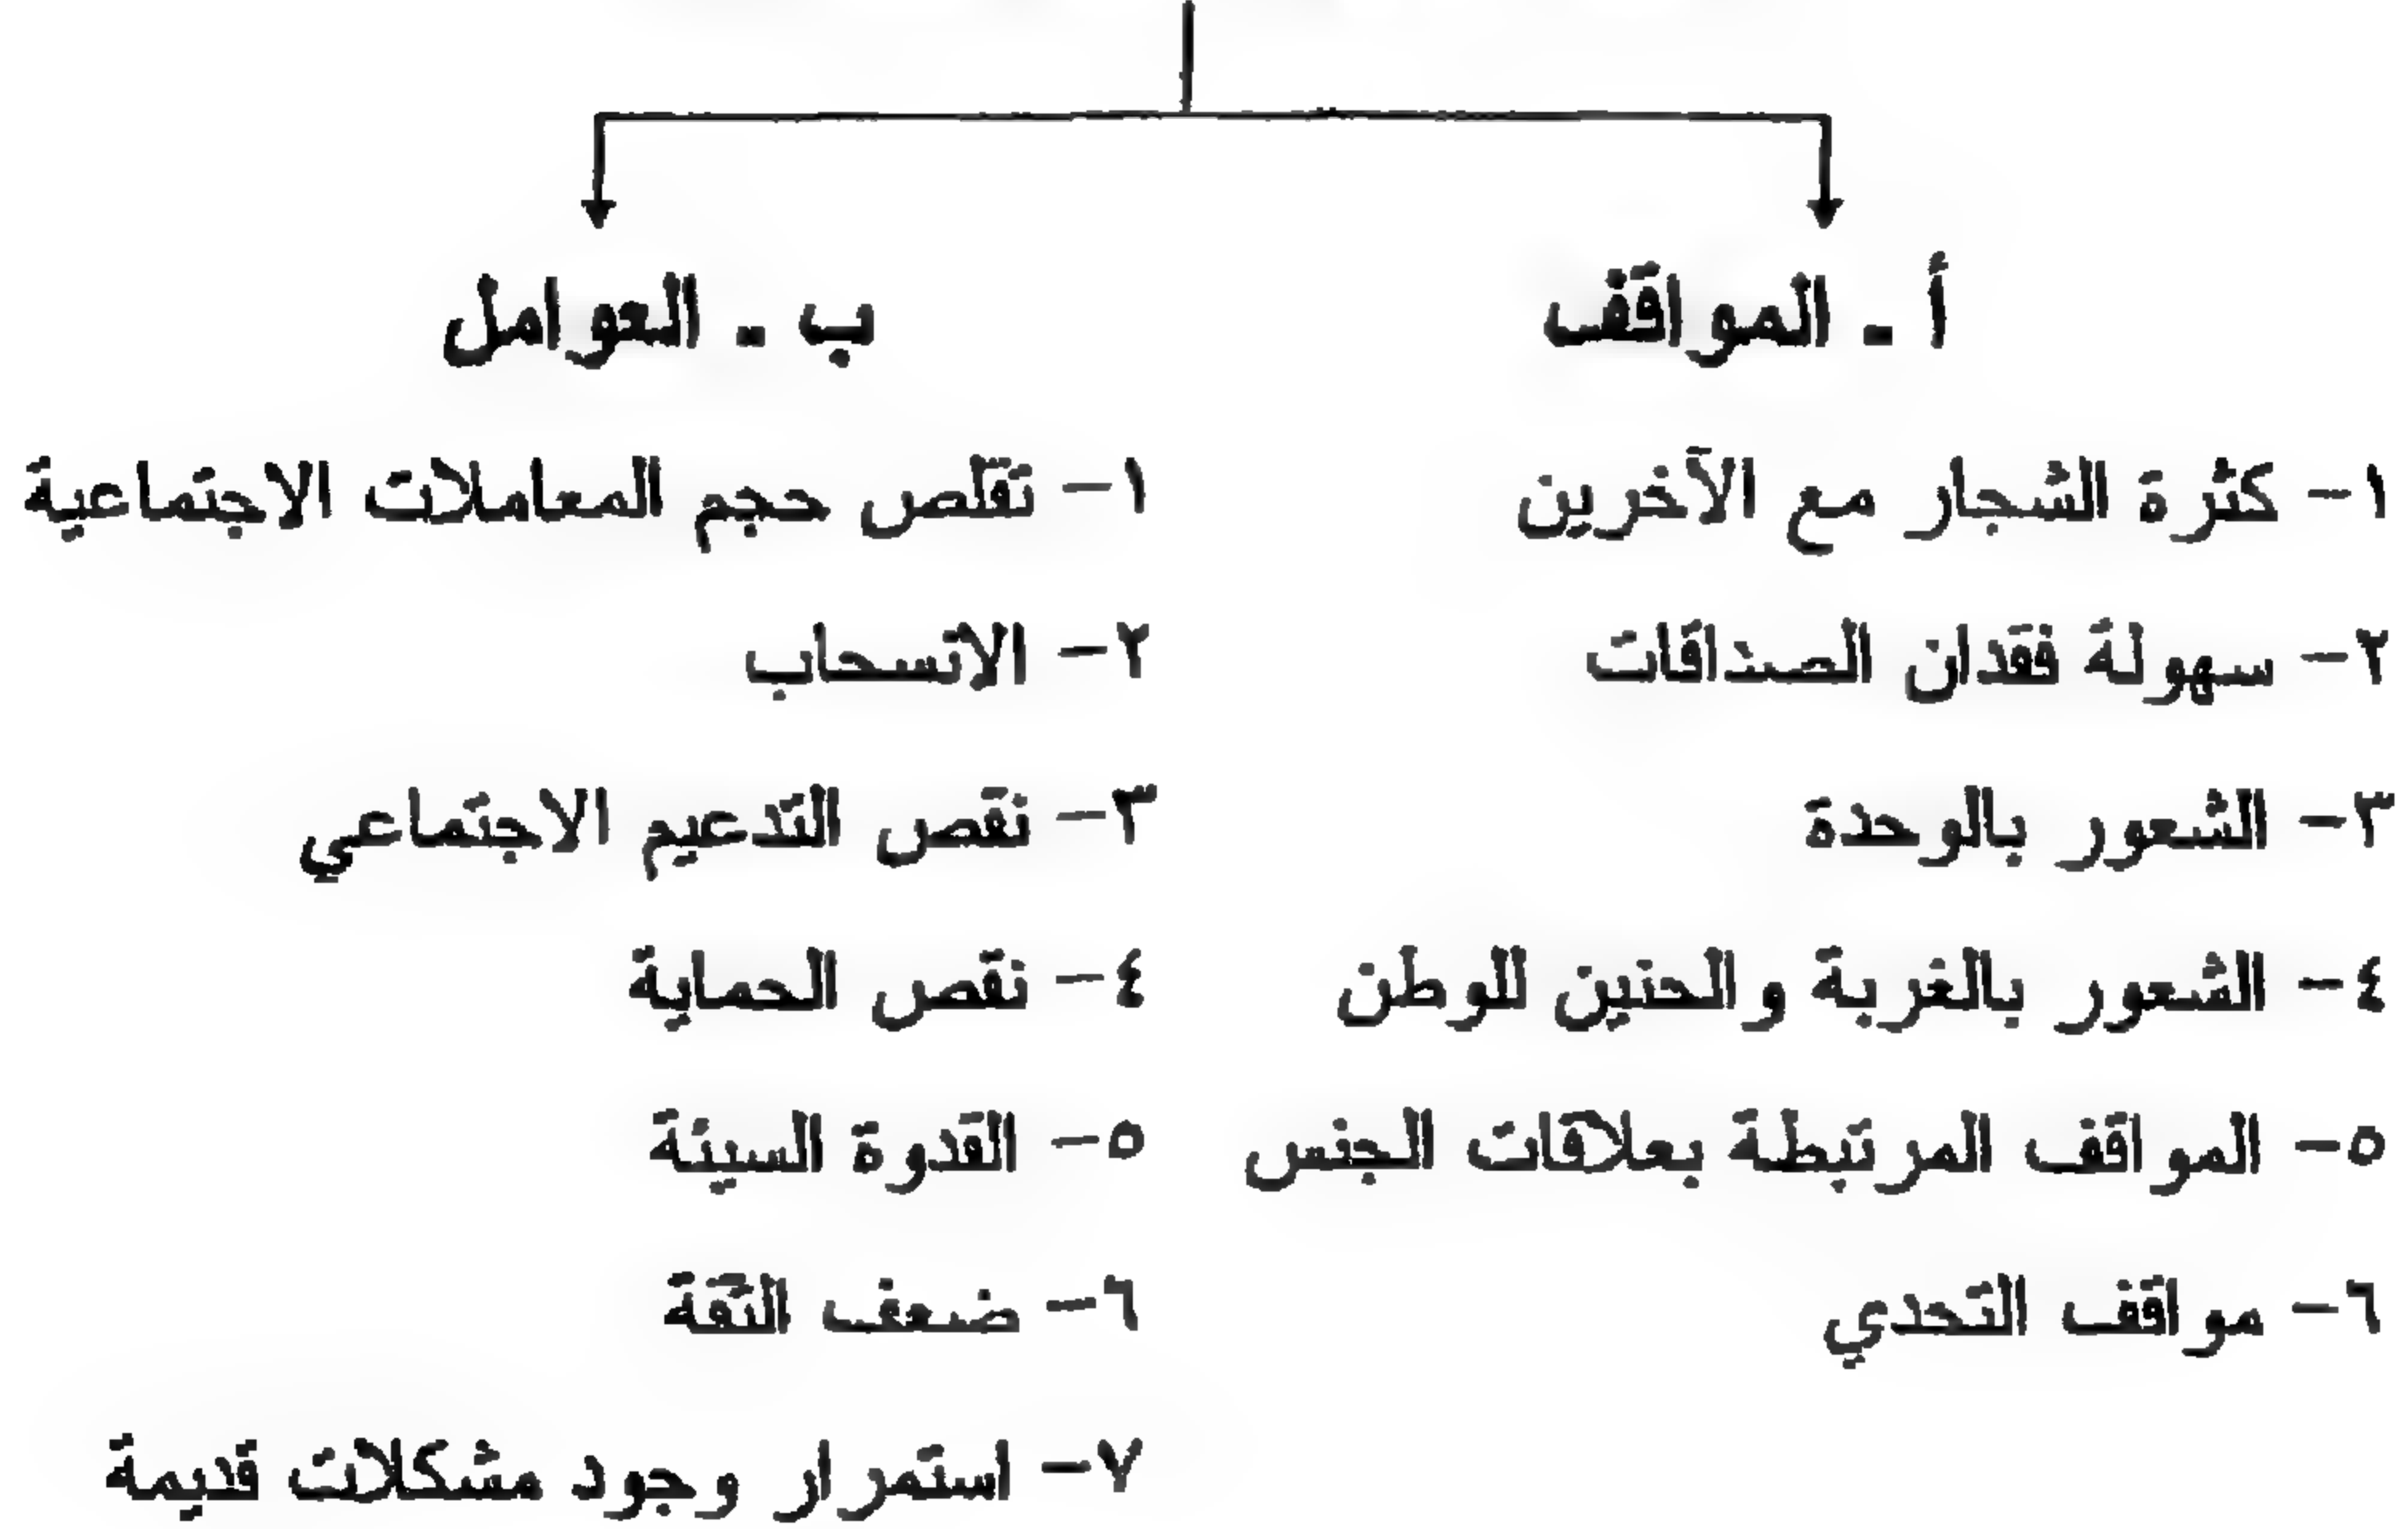 أ - المواقف
١- كثرة الشجار مع الآخرين
٢- سهولة فقدان الصداقات
٣- الشعور بالوحدة
٤- الشعور بالغربة والحنين للوطن
٥- المواقف المرتبطة بعلاقات الجنس
٦- مواقف التحدي
ب - العوامل
١- تقلص حجم المعاملات الاجتماعية
٢- الانسحاب
٣- نقص التدعيم الاجتماعي
٤- نقص الحماية
٥- القدوة السيئة
٦- ضعف الثقة
٧- استمرار وجود مشكلات قديمة